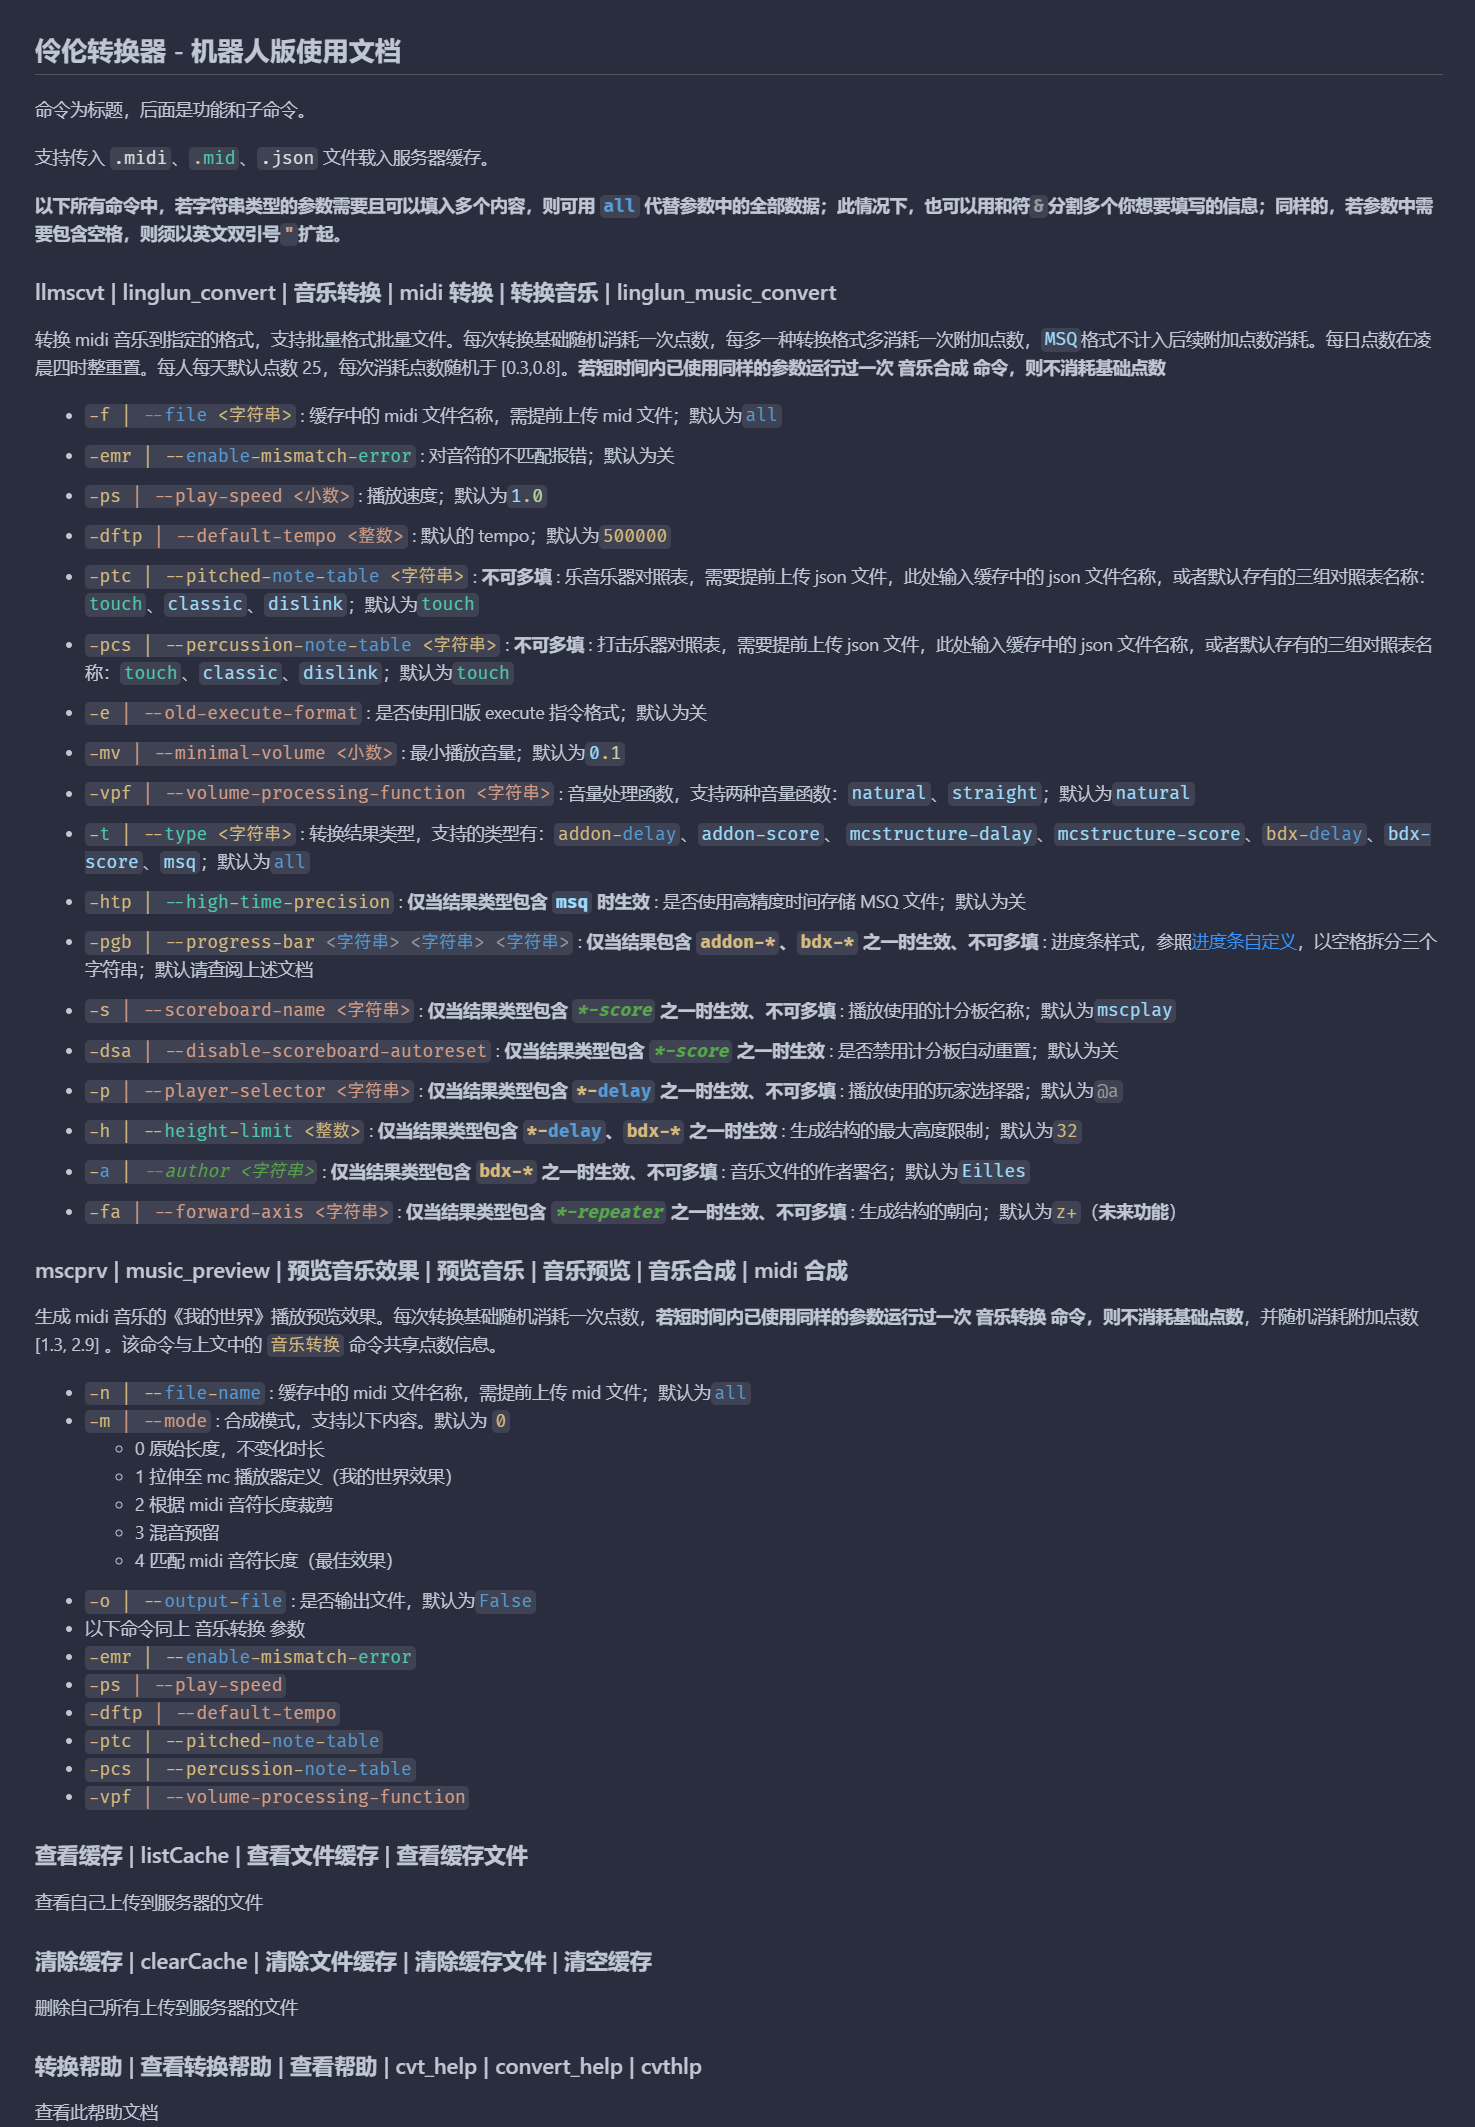 伶伦转换器 - 机器人版使用文档
命令为标题，后面是功能和子命令。
支持传入 .midi、.mid、.json 文件载入服务器缓存。
以下所有命令中，若字符串类型的参数需要且可以填入多个内容，则可用 all 代替参数中的全部数据；此情况下，也可以用和符&分割多个你想要填写的信息；同样的，若参数中需
要包含空格，则须以英文双引号"扩起。
llmscvt | linglun_convert | 音乐转换 | midi 转换 | 转换音乐 | linglun_music_convert
转换 midi 音乐到指定的格式，支持批量格式批量文件。每次转换基础随机消耗一次点数，每多一种转换格式多消耗一次附加点数，MSQ格式不计入后续附加点数消耗。每日点数在凌
晨四时整重置。每人每天默认点数 25，每次消耗点数随机于 [0.3,0.8]。若短时间内已使用同样的参数运行过一次 音乐合成 命令，则不消耗基础点数
-f | --file <字符串> : 缓存中的 midi 文件名称，需提前上传 mid 文件；默认为all
-emr | --enable-mismatch-error : 对音符的不匹配报错；默认为关
-ps | --play-speed <小数> : 播放速度；默认为1.0
-dftp | --default-tempo <整数> : 默认的 tempo；默认为500000
-ptc | --pitched-note-table <字符串> : 不可多填 : 乐音乐器对照表，需要提前上传 json 文件，此处输入缓存中的 json 文件名称，或者默认存有的三组对照表名称：
touch、classic、dislink；默认为touch
-pcs | --percussion-note-table <字符串> : 不可多填 : 打击乐器对照表，需要提前上传 json 文件，此处输入缓存中的 json 文件名称，或者默认存有的三组对照表名
称：touch、classic、dislink；默认为touch
-e | --old-execute-format : 是否使用旧版 execute 指令格式；默认为关
-mv | --minimal-volume <小数> : 最小播放音量；默认为0.1
-vpf | --volume-processing-function <字符串> : 音量处理函数，支持两种音量函数：natural、straight；默认为natural
-t | --type <字符串> : 转换结果类型，支持的类型有：addon-delay、addon-score、 mcstructure-dalay、mcstructure-score、bdx-delay、bdx-
score、msq；默认为all
-htp | --high-time-precision : 仅当结果类型包含 msq 时生效 : 是否使用高精度时间存储 MSQ 文件；默认为关
-pgb | --progress-bar <字符串> <字符串> <字符串> : 仅当结果包含 addon-*、bdx-* 之一时生效、不可多填 : 进度条样式，参照进度条自定义，以空格拆分三个
字符串；默认请查阅上述文档
-s | --scoreboard-name <字符串> : 仅当结果类型包含 *-score 之一时生效、不可多填 : 播放使用的计分板名称；默认为mscplay
-dsa | --disable-scoreboard-autoreset : 仅当结果类型包含 *-score 之一时生效 : 是否禁用计分板自动重置；默认为关
-p | --player-selector <字符串> : 仅当结果类型包含 *-delay 之一时生效、不可多填 : 播放使用的玩家选择器；默认为@a
-h | --height-limit <整数> : 仅当结果类型包含 *-delay、bdx-* 之一时生效 : 生成结构的最大高度限制；默认为32
-a | --author <字符串> : 仅当结果类型包含 bdx-* 之一时生效、不可多填 : 音乐文件的作者署名；默认为Eilles
-fa | --forward-axis <字符串> : 仅当结果类型包含 *-repeater 之一时生效、不可多填 : 生成结构的朝向；默认为z+（未来功能）
mscprv | music_preview | 预览音乐效果 | 预览音乐 | 音乐预览 | 音乐合成 | midi 合成
生成 midi 音乐的《我的世界》播放预览效果。每次转换基础随机消耗一次点数，若短时间内已使用同样的参数运行过一次 音乐转换 命令，则不消耗基础点数，并随机消耗附加点数
[1.3, 2.9] 。该命令与上文中的 音乐转换 命令共享点数信息。
-n | --file-name : 缓存中的 midi 文件名称，需提前上传 mid 文件；默认为all
-m | --mode : 合成模式，支持以下内容。默认为 0
0 原始长度，不变化时长
1 拉伸至 mc 播放器定义（我的世界效果）
2 根据 midi 音符长度裁剪
3 混音预留
4 匹配 midi 音符长度（最佳效果）
-o | --output-file : 是否输出文件，默认为False
以下命令同上 音乐转换 参数
-emr | --enable-mismatch-error
-ps | --play-speed
-dftp | --default-tempo
-ptc | --pitched-note-table
-pcs | --percussion-note-table
-vpf | --volume-processing-function
查看缓存 | listCache | 查看文件缓存 | 查看缓存文件
查看自己上传到服务器的文件
清除缓存 | clearCache | 清除文件缓存 | 清除缓存文件 | 清空缓存
删除自己所有上传到服务器的文件
转换帮助 | 查看转换帮助 | 查看帮助 | cvt_help | convert_help | cvthlp
查看此帮助文档